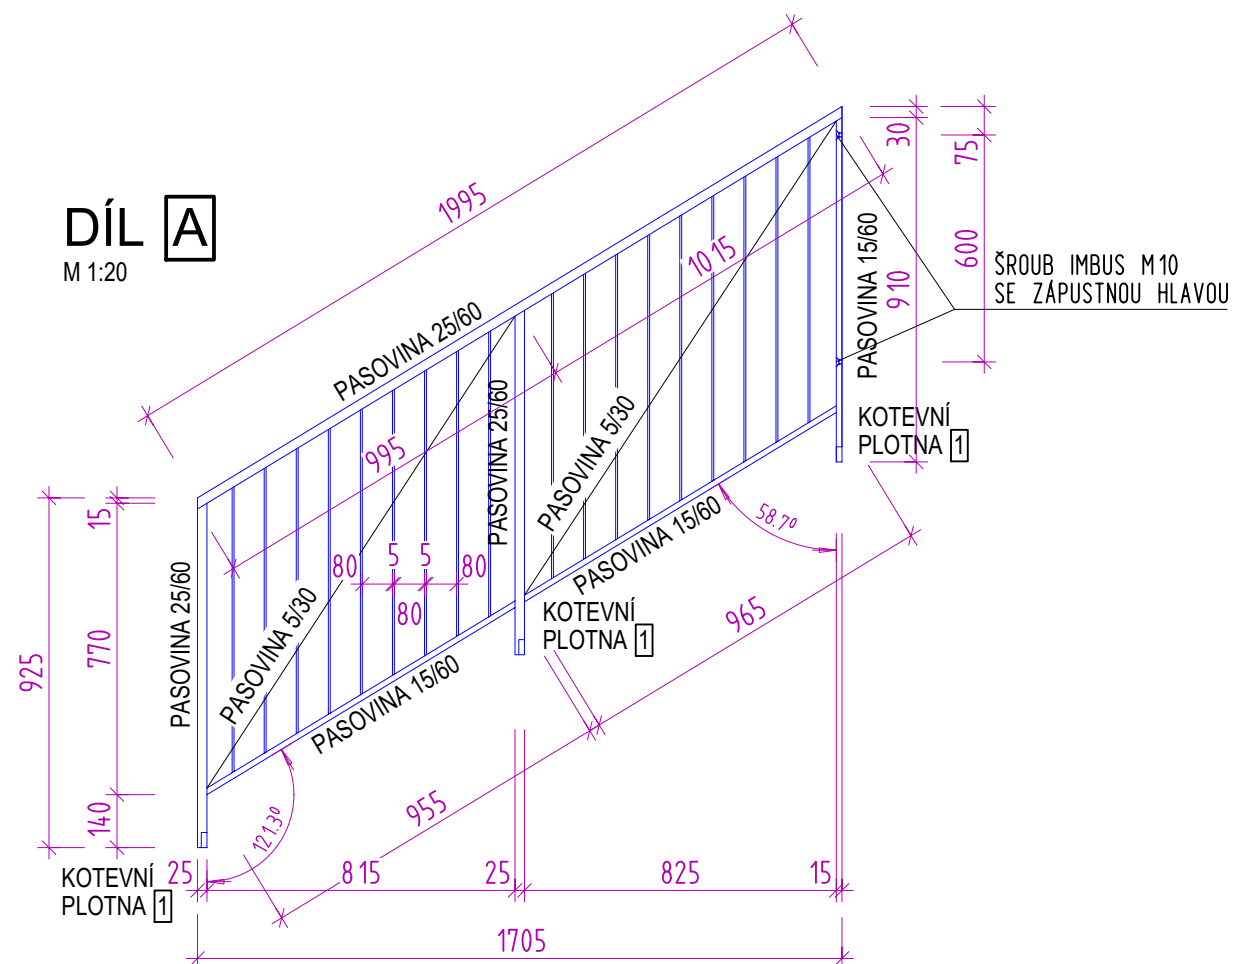 DÍL A
M 1:20
1995
30
75
1015
PASOVINA 15/60
910
600
ŠROUB IMBUS M10
SE ZÁPUSTNOU HLAVOU
PASOVINA 25/60
PASOVINA 25/60
995
PASOVINA 5/30
KOTEVNÍ
PLOTNA 1
15
58.7º
PASOVINA 15/60
80
5
5
80
80
PASOVINA 25/60
PASOVINA 5/30
KOTEVNÍ
PLOTNA 1
965
925
770
PASOVINA 15/60
140
121.3º
955
KOTEVNÍ
PLOTNA 1
25
815
25
825
15
1705